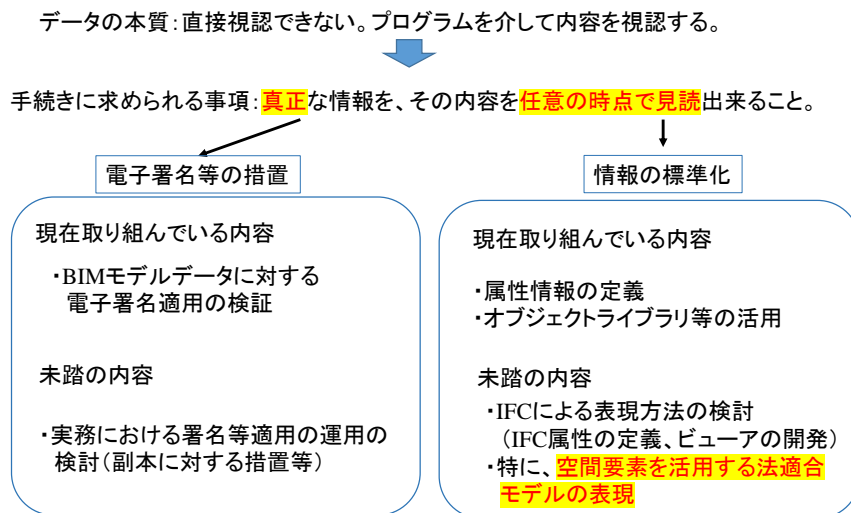 データの本質：直接視認できない。プログラムを介して内容を視認する。
手続きに求められる事項：真正な情報を、その内容を任意の時点で見読出来ること。
電子署名等の措置
現在取り組んでいる内容
・BIMモデルデータに対する
電子署名適用の検証
未踏の内容
・実務における署名等適用の運用の
検討（副本に対する措置等）
情報の標準化
現在取り組んでいる内容
・属性情報の定義
・オブジェクトライブラリ等の活用
未踏の内容
・IFCによる表現方法の検討
（IFC属性の定義、ビューアの開発）
・特に、空間要素を活用する法適合
モデルの表現